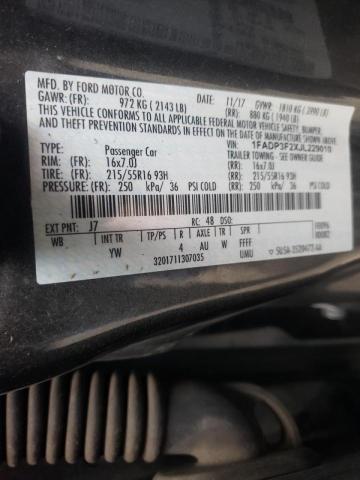 MFD. BY FORD MOTOR CO.
GAWR: (FR): 972 KG ( 2143 LB)
11/17 GVWR: 1810 KG ( 3990 LB)
RR: 880 KG ( 1940 LB)
THIS VEHICLE CONFORMS TO ALL APPLICABLE FEDERAL MOTOR VEHICLE SAFETY, BUMPER,
AND THEFT PREVENTION STANDARDS IN EFFECT ON THE DATE OF MANUFACTURE SHOWN ABOVE.
VIN: 1FADP3F2XJL229010
TYPE: Passenger Car TRAILER TOWING-SEE OWNER GUIDE
RIM: (FR) 16x7.0J (RR) 16x7.0J
TIRE: (FR) 215/55R16 93H (RR) 215/55R16 93H
PRESSURE: (FR) 250 kPa/ 36 PSI COLD (RR) 250 kPa/ 36 PSI COLD
EXT PNT: J7 RC: 48 DSO:
WB INT TR TP/PS R AXLE TR SPR
YW 4 AU W FFFF
3201711307035 UMU